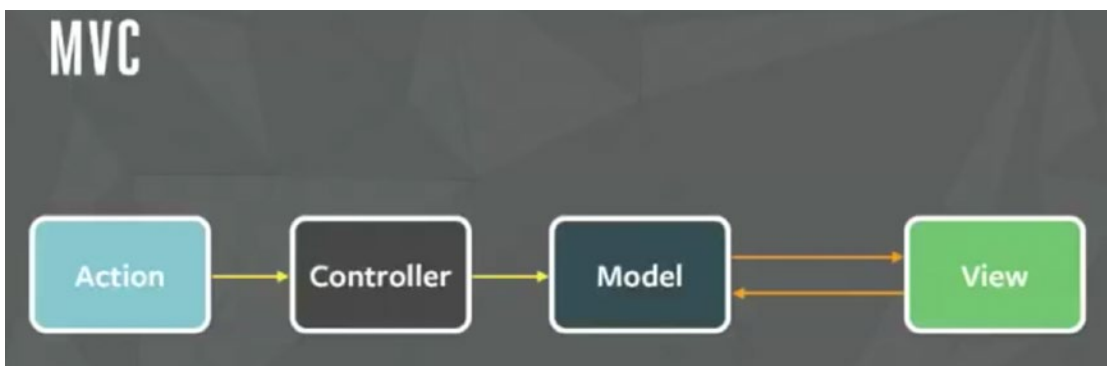 MVC
Action
Controller
Model
View